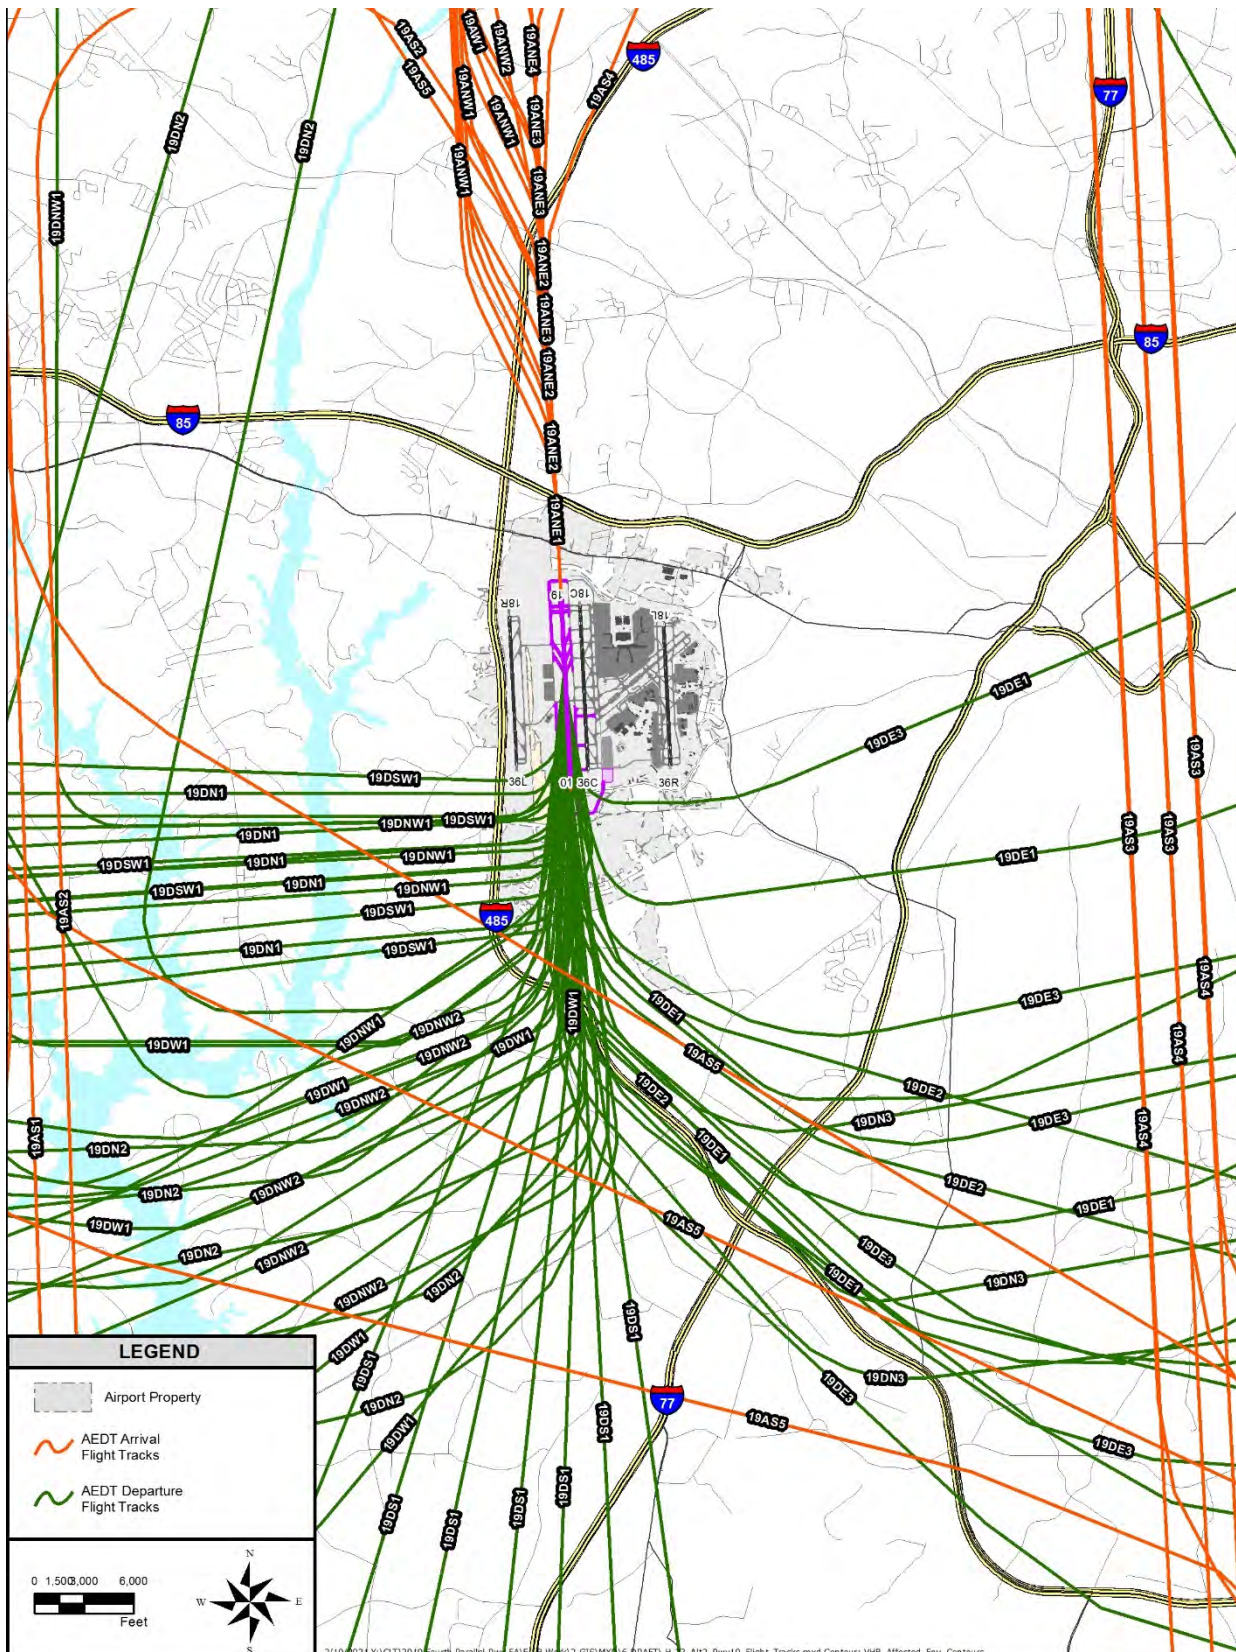 19AS2
19AW1
19ANW2
19ANE4
485
19AS5
19AS4
77
19ANW1
19ANW1
19ANE3
19DN2
19DN2
19ANW1
19ANE3
19DNW1
19ANE2
19ANE3
19ANE2
85
85
19ANE2
19ANE1
18R
19
18C
18L
19DE1
19DE3
19AS3
36L
01
36C
36R
19DSW1
19DN1
19DNW1
19DSW1
19DN1
19AS3
19AS3
19DNW1
19DE1
19DSW1
19DN1
19DSW1
19DN1
19DNW1
19AS2
19DSW1
485
19DN1
19DSW1
19DE3
19AS4
19DW1
19DNW1
19DNW2
19DE1
19DW1
19DNW2
19DW1
19AS5
19AS4
19DW1
19DNW2
19DE2
19DE2
19DN3
19DE3
19AS4
19AS1
19DN2
19DE1
19DN2
19DNW2
19DE2
19DW1
19AS5
19DE1
19DN2
19DNW2
19DE3
19DNW2
19DN2
19DE1
19DN3
19DS1
19DW1
19DS1
19DN3
19DN2
19DE3
77
19DW1
19DS1
19AS5
19DE3
19DS1
19DS1
19DS1
19DS1
LEGEND
Airport Property
AEDT Arrival
Flight Tracks
AEDT Departure
Flight Tracks
N
W
E
S
0 1,500 3,000 6,000
Feet